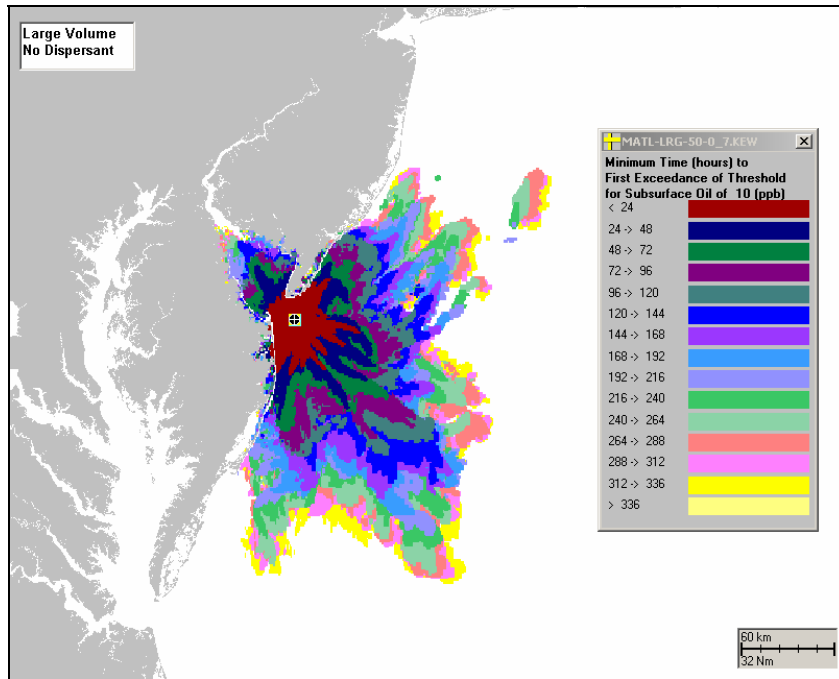 Large Volume
No Dispersant
MATL-LRG-50-0_7.KEW
Minimum Time (hours) to
First Exceedance of Threshold
for Subsurface Oil of 10 (ppb)
< 24
24 -> 48
48 -> 72
72 -> 96
96 -> 120
120 -> 144
144 -> 168
168 -> 192
192 -> 216
216 -> 240
240 -> 264
264 -> 288
288 -> 312
312 -> 336
> 336
60 km
32 Nm